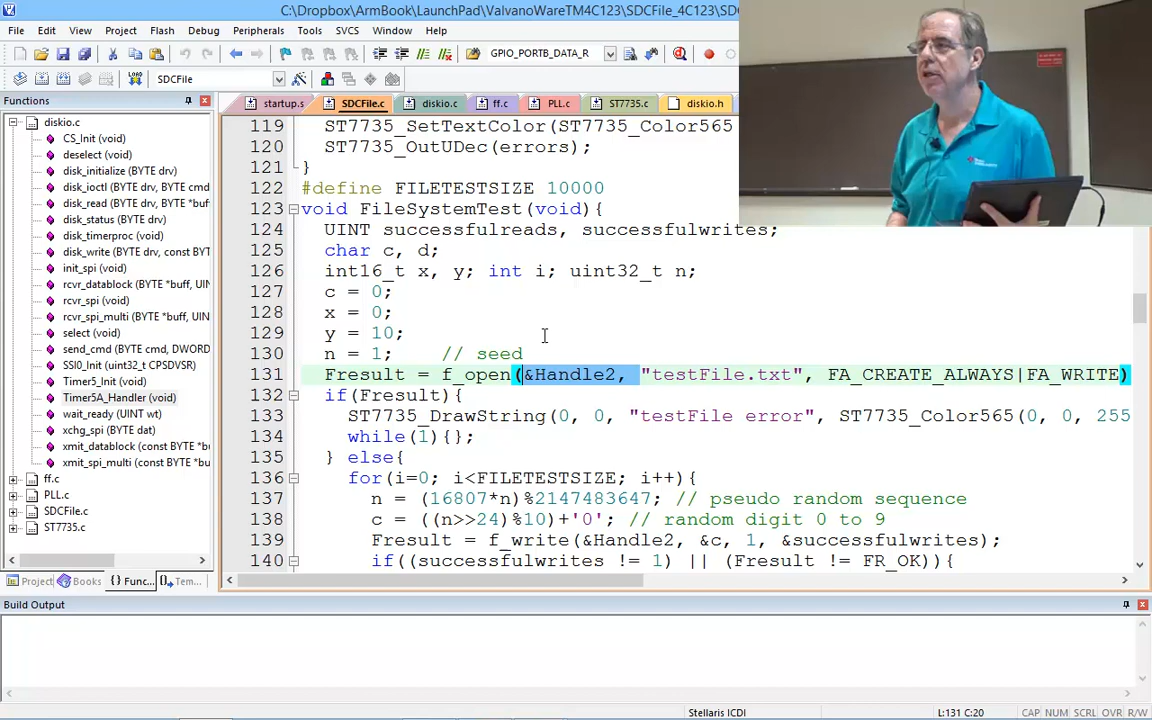 C:\Dropbox\ArmBook\LaunchPad\ValvanoWareTM4C123\SDCFile_4C123\SDCF
File Edit View Project Flash Debug Peripherals Tools SVCS Window Help
GPIO_PORTB_DATA_R
LOAD
SDCFile
Functions
startup.s SDCFile.c diskio.c ff.c PLL.c ST7735.c diskio.h
diskio.c
CS_Init (void)
deselect (void)
disk_initialize (BYTE drv)
disk_ioctl (BYTE drv, BYTE cmd
disk_read (BYTE drv, BYTE *buf
disk_status (BYTE drv)
disk_timerproc (void)
disk_write (BYTE drv, const BYTE
init_spi (void)
rcvr_datablock (BYTE *buff, UIN
rcvr_spi (void)
rcvr_spi_multi (BYTE *buff, UINT
select (void)
send_cmd (BYTE cmd, DWORD
SSI0_Init (uint32_t CPSDVSR)
Timer5_Init (void)
Timer5A_Handler (void)
wait_ready (UINT wt)
xchg_spi (BYTE dat)
xmit_datablock (const BYTE *bu
xmit_spi_multi (const BYTE *buff
ff.c
PLL.c
SDCFile.c
ST7735.c
Project Books {} Func... Tem...
119 ST7735_SetTextColor(ST7735_Color565
120 ST7735_OutUDec(errors);
121 }
122 #define FILETESTSIZE 10000
123 void FileSystemTest(void){
124 UINT successfulreads, successfulwrites;
125 char c, d;
126 int16_t x, y; int i; uint32_t n;
127 c = 0;
128 x = 0;
129 y = 10;
130 n = 1; // seed
131 Fresult = f_open(&Handle2, "testFile.txt", FA_CREATE_ALWAYS|FA_WRITE)
132 if(Fresult){
133 ST7735_DrawString(0, 0, "testFile error", ST7735_Color565(0, 0, 255
134 while(1){};
135 } else{
136 for(i=0; i<FILETESTSIZE; i++){
137 n = (16807*n)%2147483647; // pseudo random sequence
138 c = ((n>>24)%10)+'0'; // random digit 0 to 9
139 Fresult = f_write(&Handle2, &c, 1, &successfulwrites);
140 if((successfulwrites != 1) || (Fresult != FR_OK)){
Build Output
Stellaris ICDI L:131 C:20 CAP NUM SCRL OVR R/W